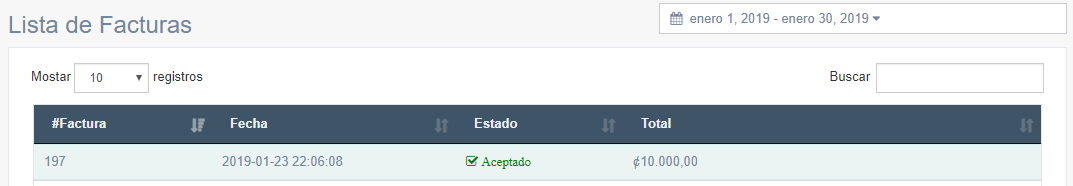 Lista de Facturas
enero 1, 2019 - enero 30, 2019
Mostar 10 registros
Buscar
#Factura Fecha Estado Total
197 2019-01-23 22:06:08 Aceptado ¢10.000,00